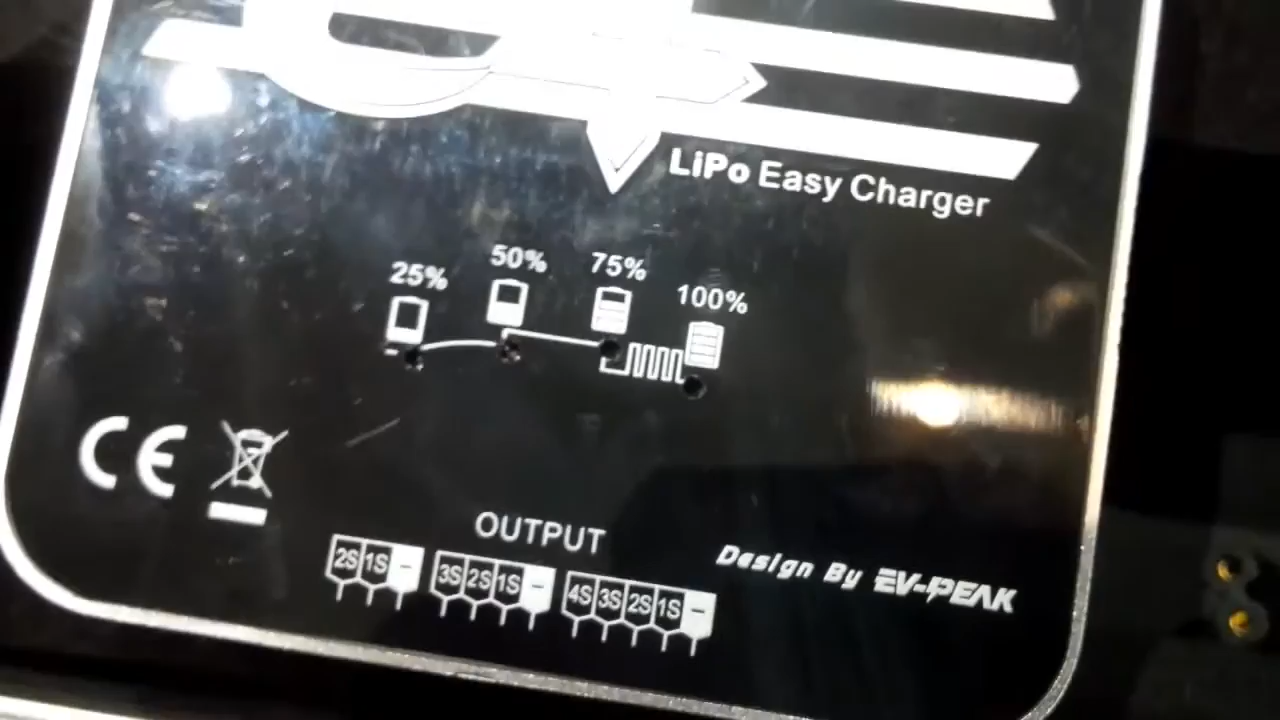 LiPo Easy Charger
25% 50% 75% 100%
CE
OUTPUT
2S 1S - 3S 2S 1S - 4S 3S 2S 1S -
Design By EV-PEAK